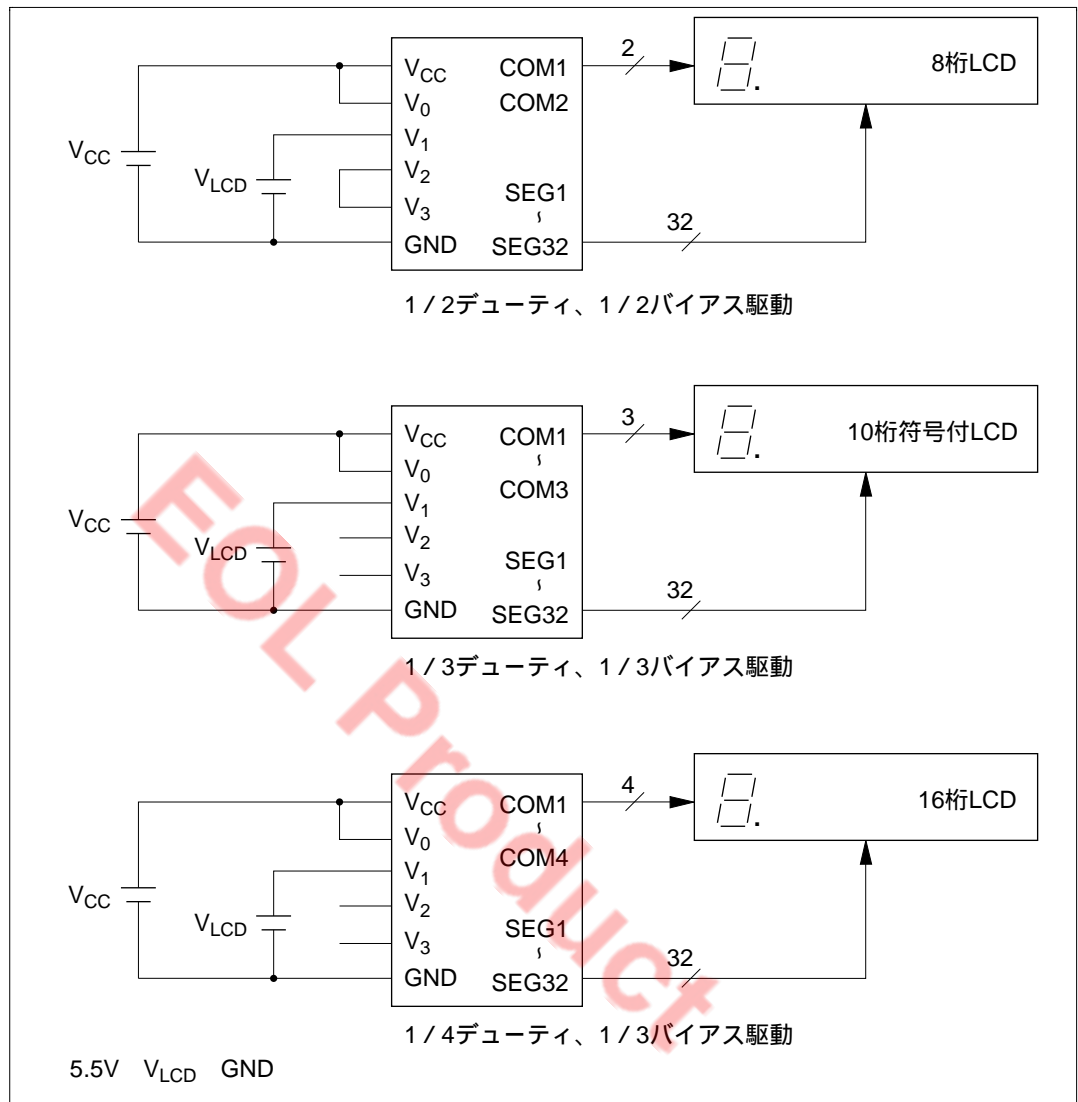 2
VCC COM1 8桁LCD
V0 COM2
V1
VCC
V2
VLCD SEG1
V3 ~
32
GND SEG32
1/2デューティ、1/2バイアス駆動
3
VCC COM1 10桁符号付LCD
~
V0
COM3
V1
VCC
V2
VLCD SEG1
V3 ~
32
GND SEG32
1/3デューティ、1/3バイアス駆動
4
VCC COM1 16桁LCD
~
V0
COM4
V1
VCC
V2
VLCD SEG1
V3 ~
32
GND SEG32
1/4デューティ、1/3バイアス駆動
5.5V VLCD GND
EOL Product